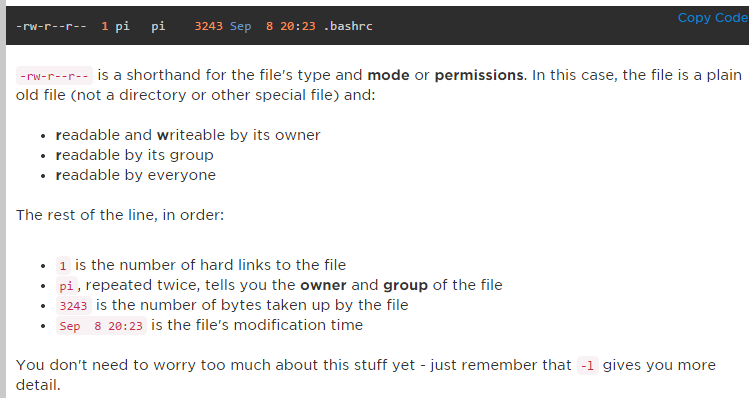 Copy Code
-rw-r--r-- 1 pi pi 3243 Sep 8 20:23 .bashrc
-rw-r--r-- is a shorthand for the file's type and mode or permissions. In this case, the file is a plain
old file (not a directory or other special file) and:
• readable and writeable by its owner
• readable by its group
• readable by everyone
The rest of the line, in order:
• 1 is the number of hard links to the file
• pi, repeated twice, tells you the owner and group of the file
• 3243 is the number of bytes taken up by the file
• Sep 8 20:23 is the file's modification time
You don't need to worry too much about this stuff yet - just remember that -l gives you more
detail.